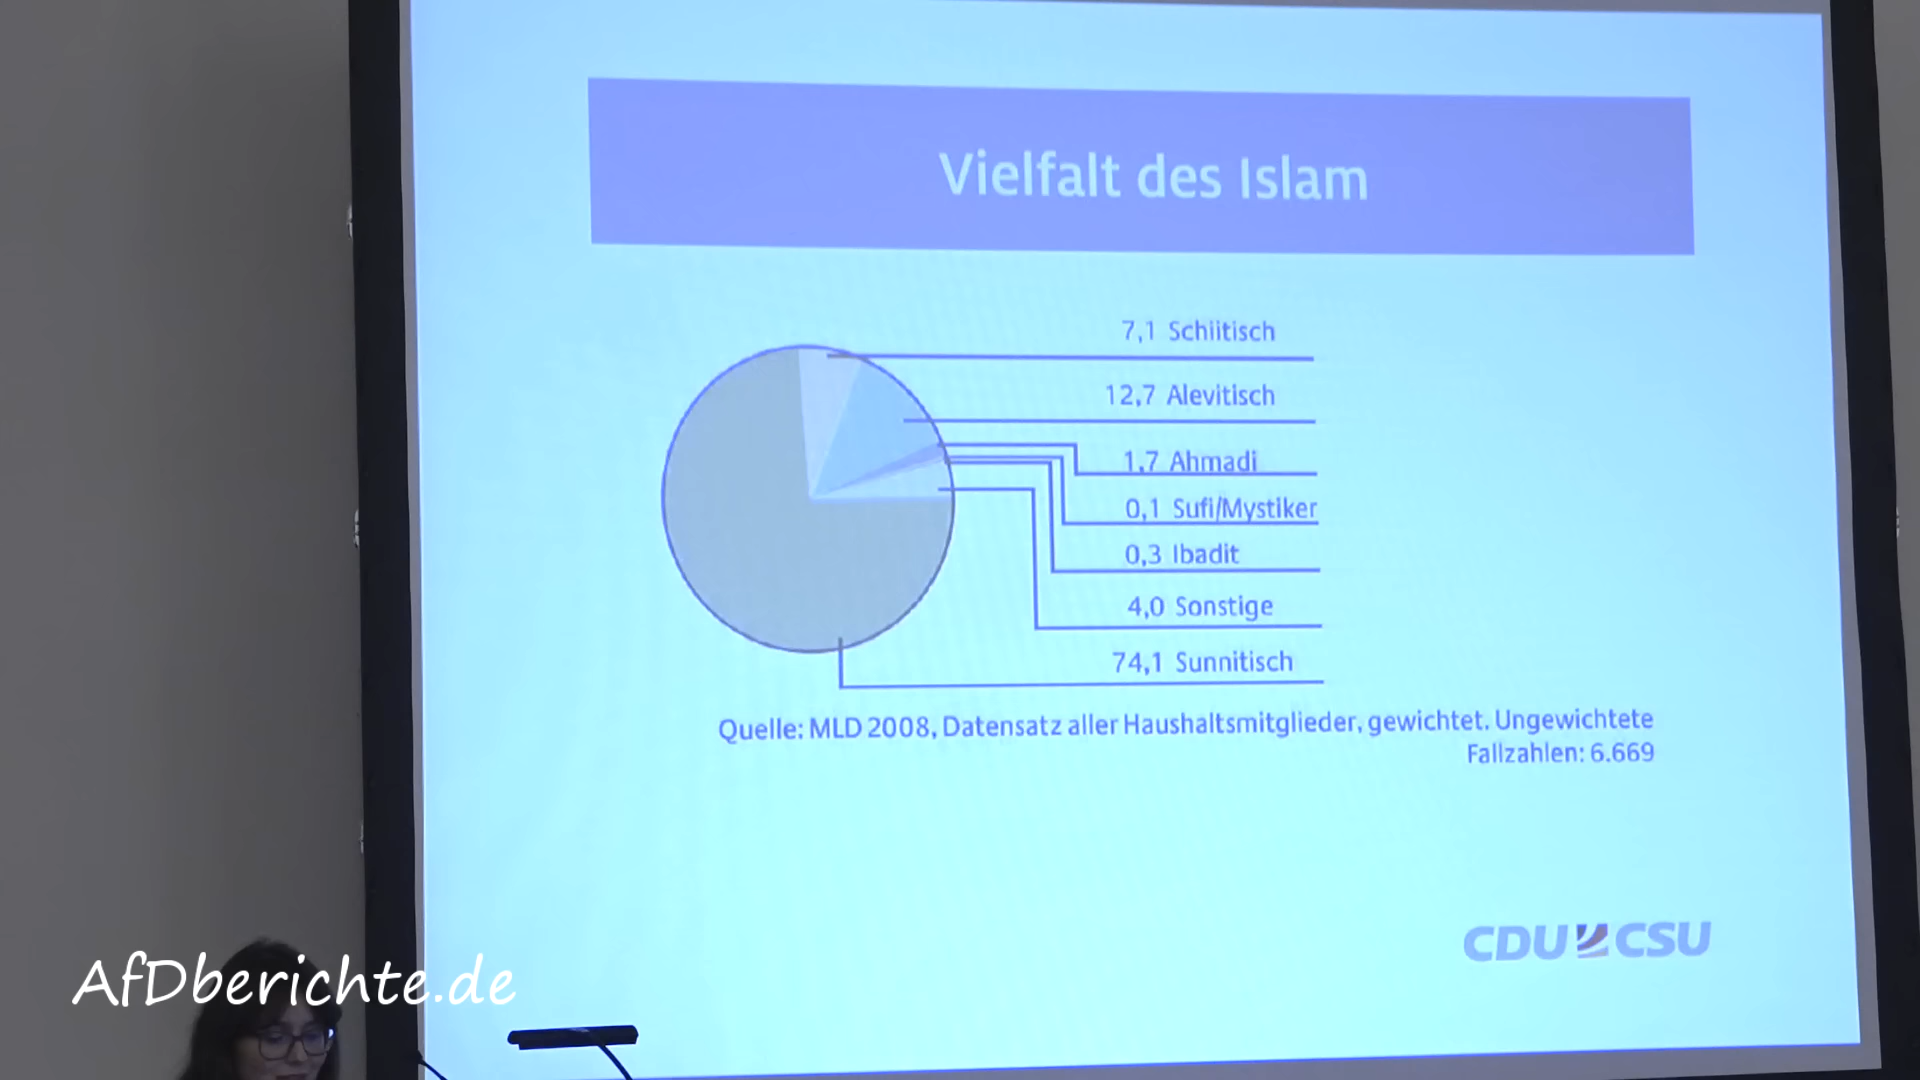 Vielfalt des Islam
7,1 Schiitisch
12,7 Alevitisch
1,7 Ahmadi
0,1 Sufi/Mystiker
0,3 Ibadit
4,0 Sonstige
74,1 Sunnitisch
Quelle: MLD 2008, Datensatz aller Haushaltsmitglieder, gewichtet. Ungewichtete
Fallzahlen: 6.669
CDU CSU
AfDberichte.de